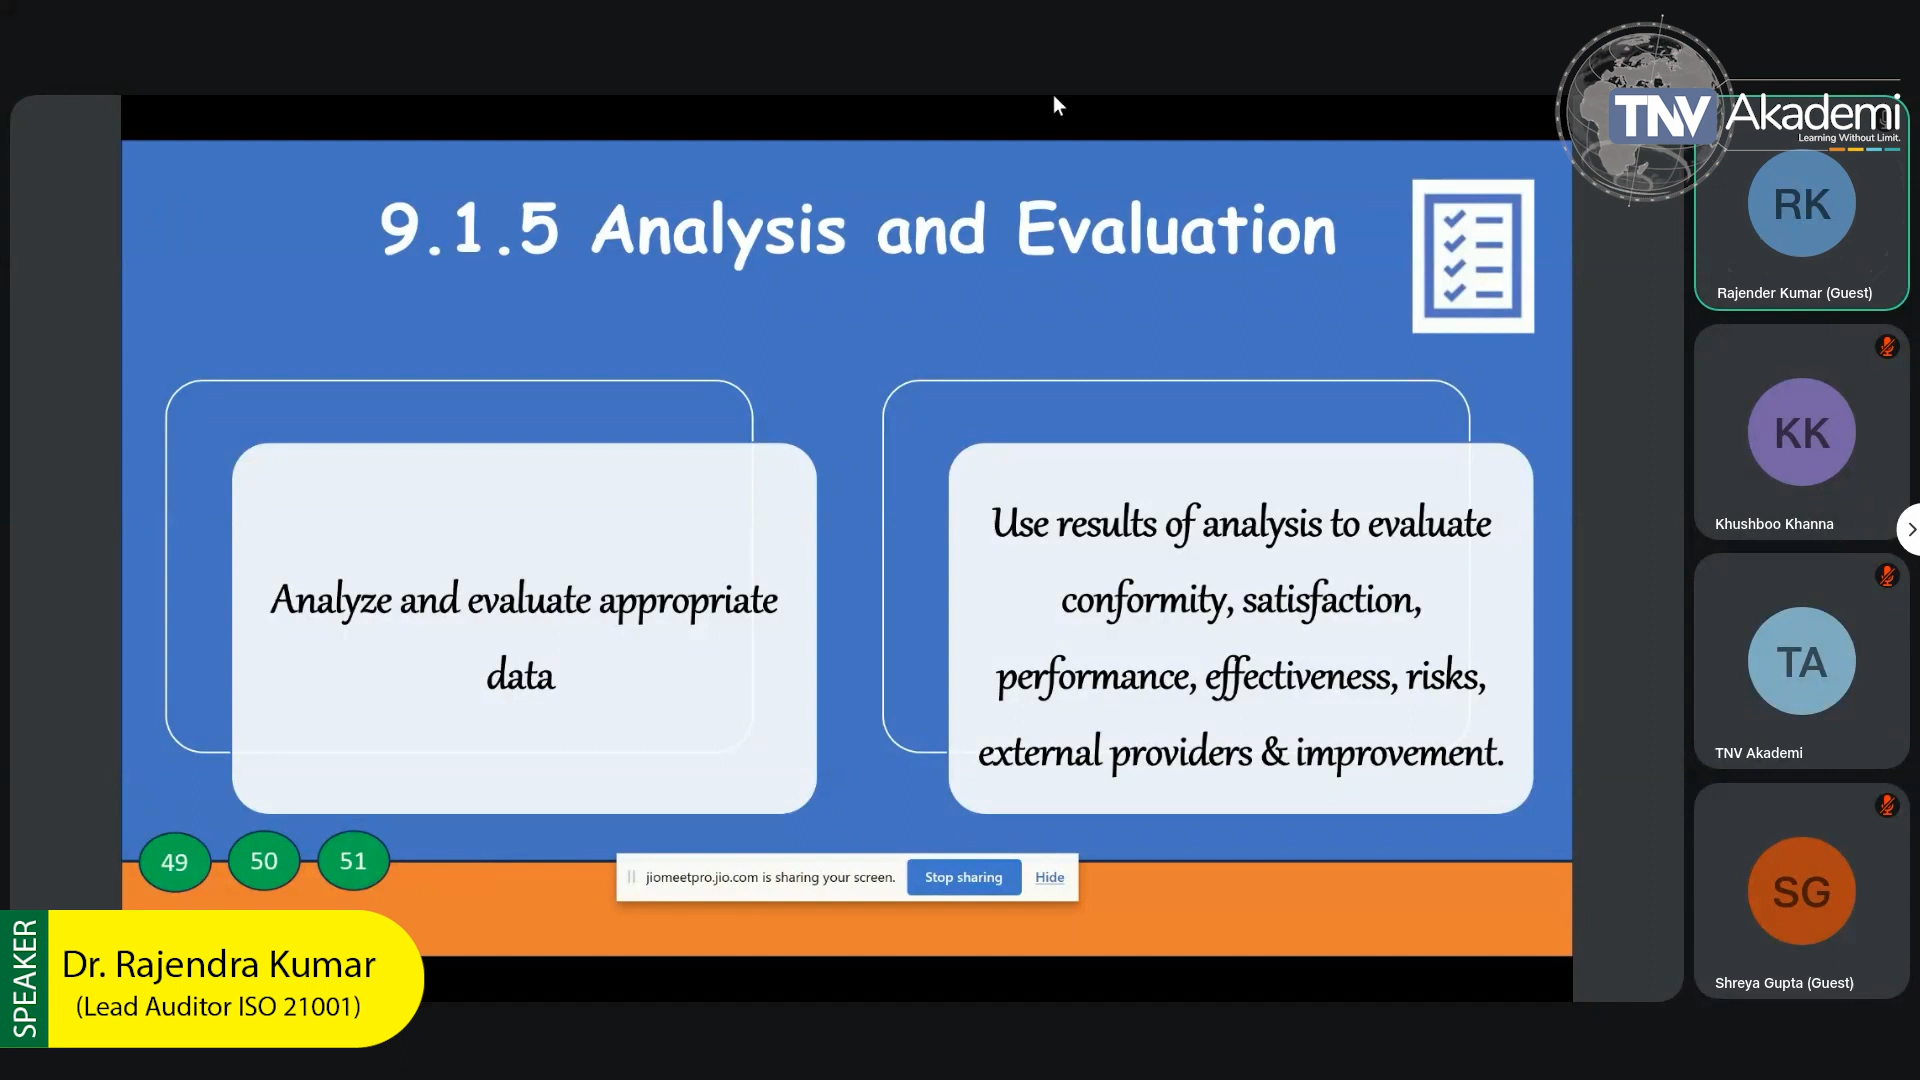 TNV Akademi
Learning Without Limit.
9.1.5 Analysis and Evaluation
Analyze and evaluate appropriate
data
Use results of analysis to evaluate
conformity, satisfaction,
performance, effectiveness, risks,
external providers & improvement.
49 50 51
jiomeetpro.jio.com is sharing your screen. Stop sharing Hide
SPEAKER
Dr. Rajendra Kumar
(Lead Auditor ISO 21001)
RK
Rajender Kumar (Guest)
KK
Khushboo Khanna
TA
TNV Akademi
SG
Shreya Gupta (Guest)